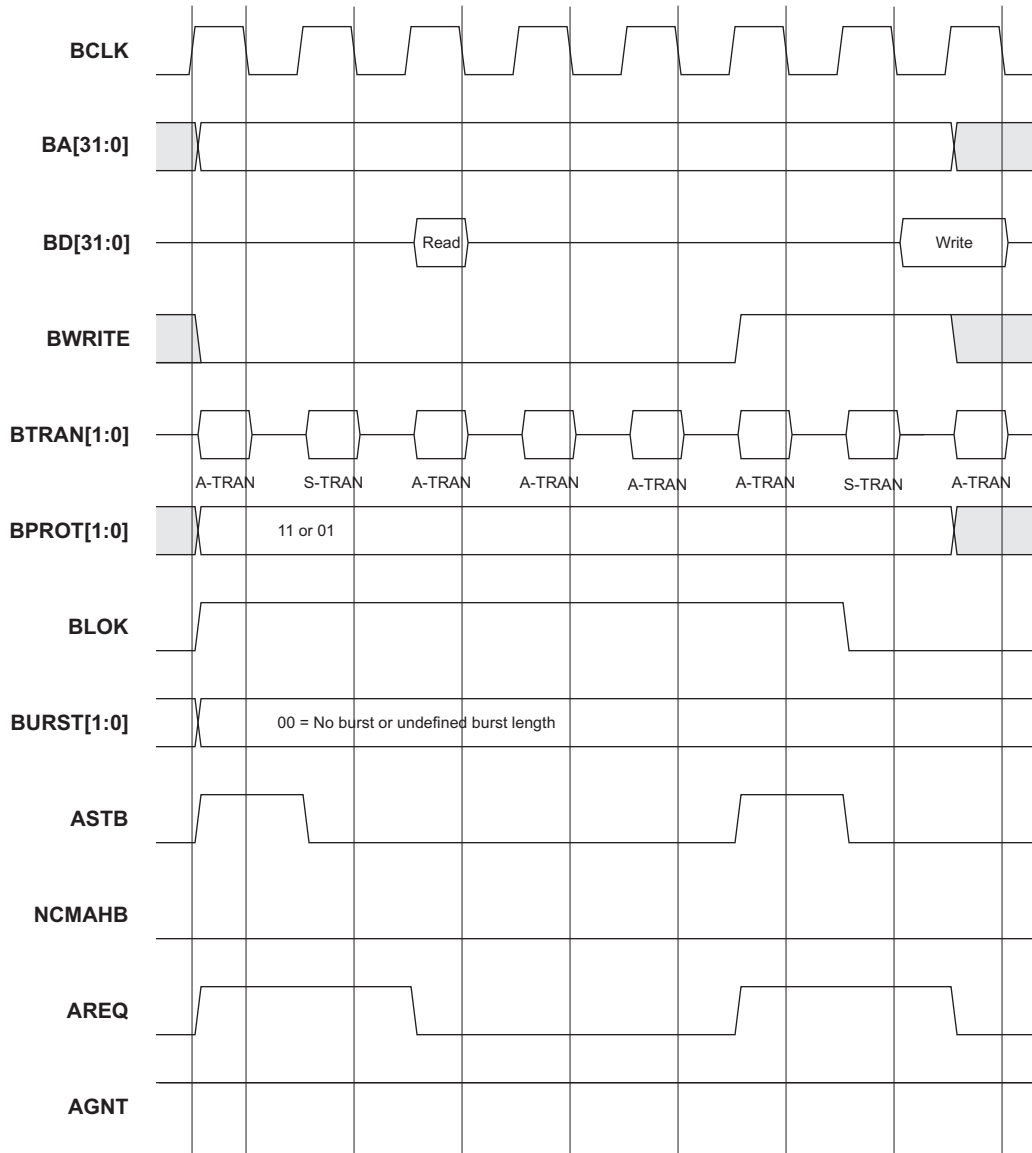 BCLK
BA[31:0]
BD[31:0]
Read
Write
BWRITE
BTRAN[1:0]
A-TRAN S-TRAN A-TRAN A-TRAN A-TRAN A-TRAN S-TRAN A-TRAN
BPROT[1:0]
11 or 01
BLOK
BURST[1:0]
00 = No burst or undefined burst length
ASTB
NCMAHB
AREQ
AGNT